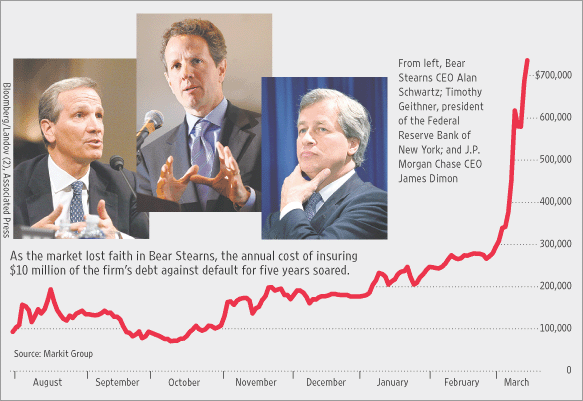 Bloomberg/Landov (2), Associated Press
From left, Bear
Stearns CEO Alan
Schwartz; Timothy
Geithner, president
of the Federal
Reserve Bank of
New York; and J.P.
Morgan Chase CEO
James Dimon
As the market lost faith in Bear Stearns, the annual cost of insuring
$10 million of the firm's debt against default for five years soared.
$700,000
600,000
500,000
400,000
300,000
200,000
100,000
0
Source: Markit Group
August September October November December January February March